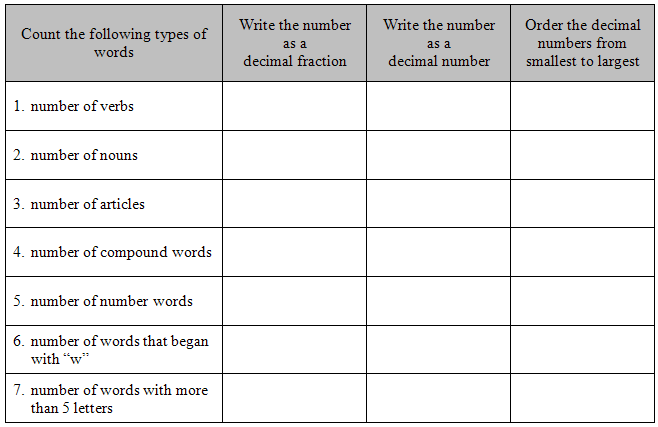 Count the following types of
words
Write the number
as a
decimal fraction
Write the number
as a
decimal number
Order the decimal
numbers from
smallest to largest
1. number of verbs
2. number of nouns
3. number of articles
4. number of compound words
5. number of number words
6. number of words that began
with “w”
7. number of words with more
than 5 letters